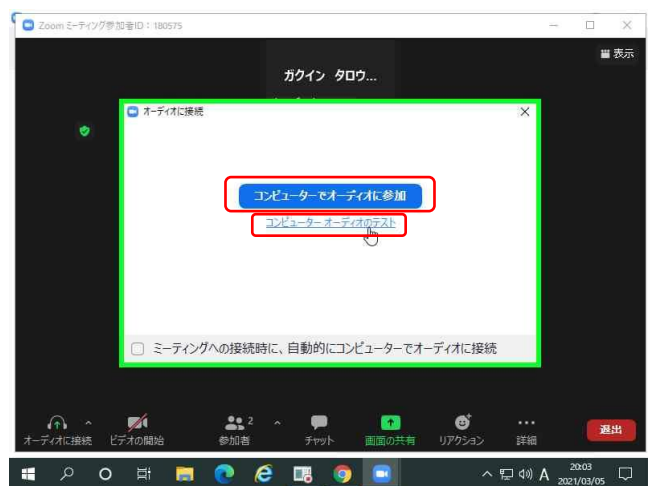 Zoom ミーティング参加者ID：180575
表示
ガクイン タロウ...
オーディオに接続
コンピューターでオーディオに参加
コンピューター オーディオのテスト
ミーティングへの接続時に、自動的にコンピューターでオーディオに接続
2
オーディオに接続 ビデオの開始 参加者 チャット 画面の共有 リアクション 詳細 退出
A 20:03
2021/03/05